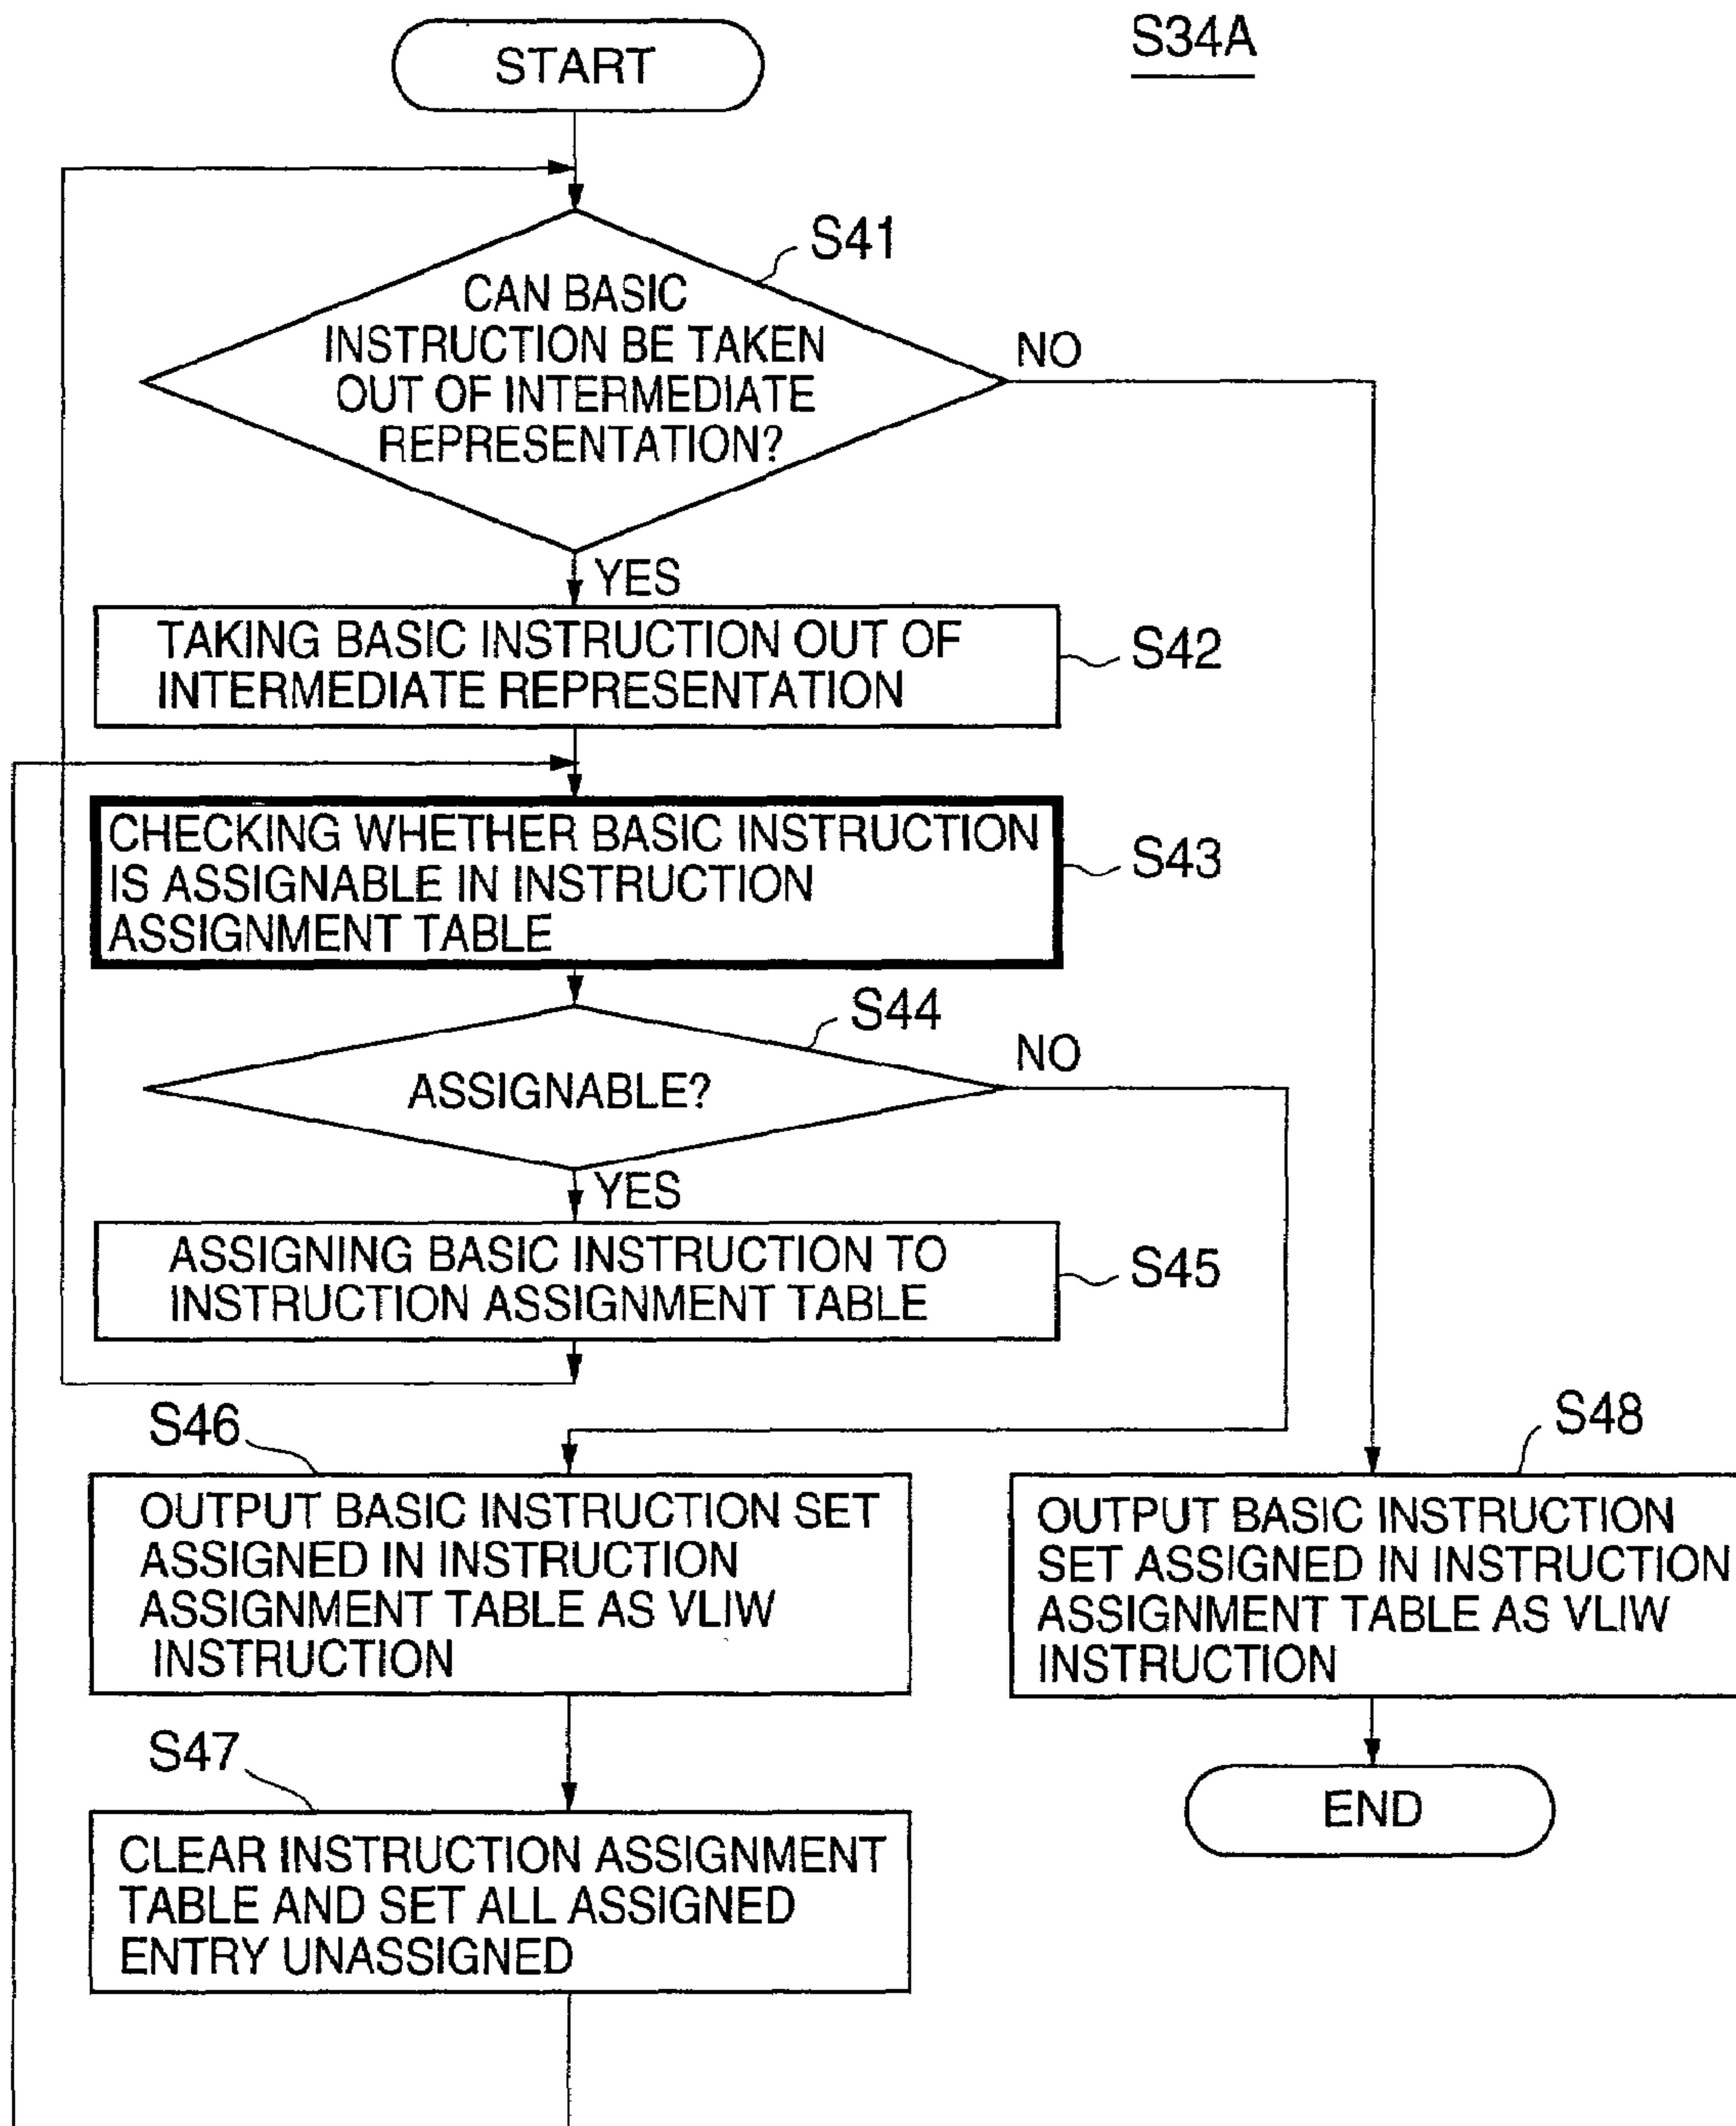 S34A
START
S41
CAN BASIC
INSTRUCTION BE TAKEN
OUT OF INTERMEDIATE
REPRESENTATION?
NO
YES
TAKING BASIC INSTRUCTION OUT OF
INTERMEDIATE REPRESENTATION
S42
CHECKING WHETHER BASIC INSTRUCTION
IS ASSIGNABLE IN INSTRUCTION
ASSIGNMENT TABLE
S43
S44
ASSIGNABLE?
NO
YES
ASSIGNING BASIC INSTRUCTION TO
INSTRUCTION ASSIGNMENT TABLE
S45
S46
OUTPUT BASIC INSTRUCTION SET
ASSIGNED IN INSTRUCTION
ASSIGNMENT TABLE AS VLIW
INSTRUCTION
S48
OUTPUT BASIC INSTRUCTION
SET ASSIGNED IN INSTRUCTION
ASSIGNMENT TABLE AS VLIW
INSTRUCTION
S47
CLEAR INSTRUCTION ASSIGNMENT
TABLE AND SET ALL ASSIGNED
ENTRY UNASSIGNED
END